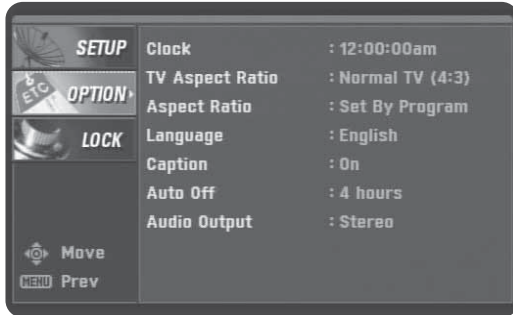 SETUP
ETC OPTION
LOCK
Clock : 12:00:00am
TV Aspect Ratio : Normal TV (4:3)
Aspect Ratio : Set By Program
Language : English
Caption : On
Auto Off : 4 hours
Audio Output : Stereo
Move
MENU Prev